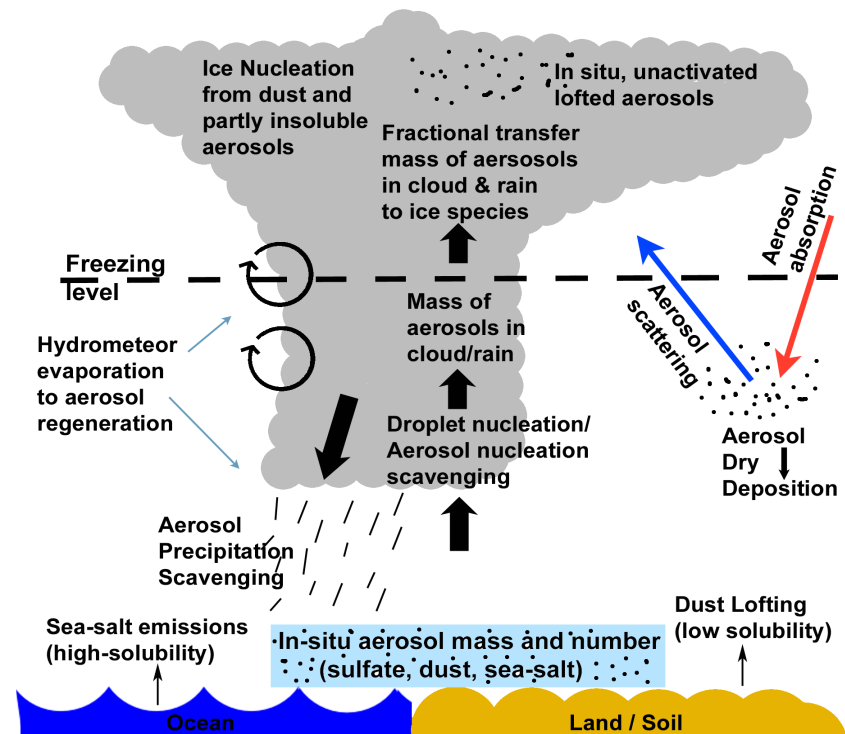 Ice Nucleation
from dust and
partly insoluble
aerosols
In situ, unactivated
lofted aerosols
Fractional transfer
mass of aersosols
in cloud & rain
to ice species
Aerosol
absorption
Freezing
level
Mass of
aerosols in
cloud/rain
Aerosol
scattering
Hydrometeor
evaporation
to aerosol
regeneration
Droplet nucleation/
Aerosol nucleation
scavenging
Aerosol
Dry
Deposition
Aerosol
Precipitation
Scavenging
Dust Lofting
(low solubility)
Sea-salt emissions
(high-solubility)
In-situ aerosol mass and number
(sulfate, dust, sea-salt)
Ocean
Land / Soil